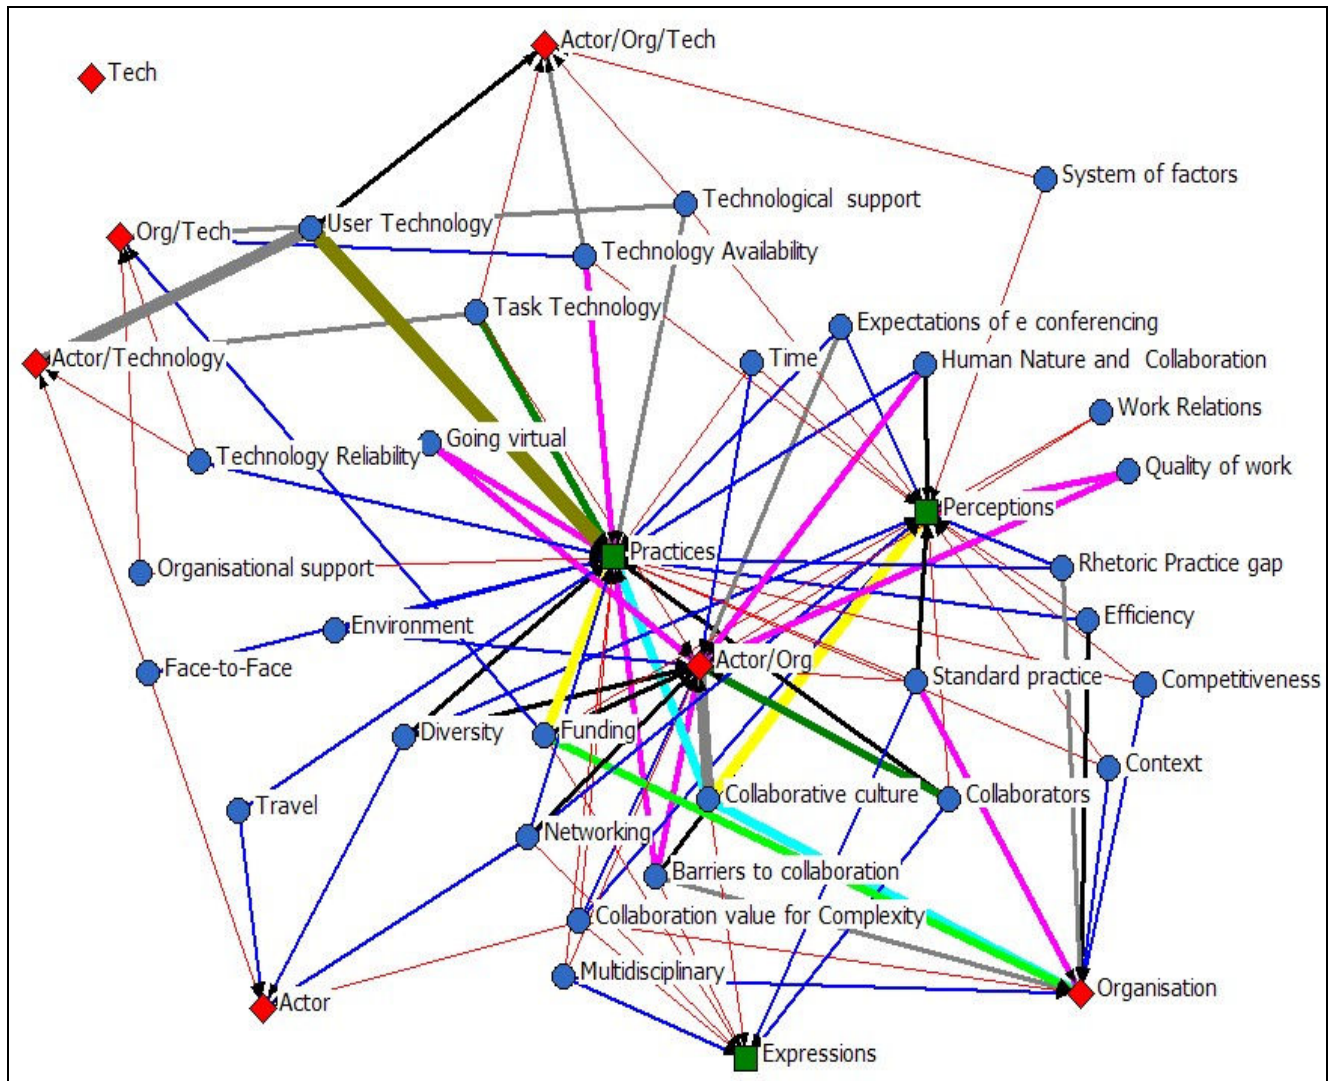 Actor/Org/Tech
Tech
System of factors
Technological support
User Technology
Org/Tech
Technology Availability
Task Technology
Expectations of e conferencing
Actor/Technology
Time
Human Nature and Collaboration
Work Relations
Going virtual
Technology Reliability
Quality of work
Perceptions
Practices
Organisational support
Rhetoric Practice gap
Efficiency
Environment
Face-to-Face
Actor/Org
Standard practice
Competitiveness
Diversity
Funding
Context
Travel
Collaborative culture
Collaborators
Networking
Barriers to collaboration
Collaboration value for Complexity
Multidisciplinary
Actor
Organisation
Expressions